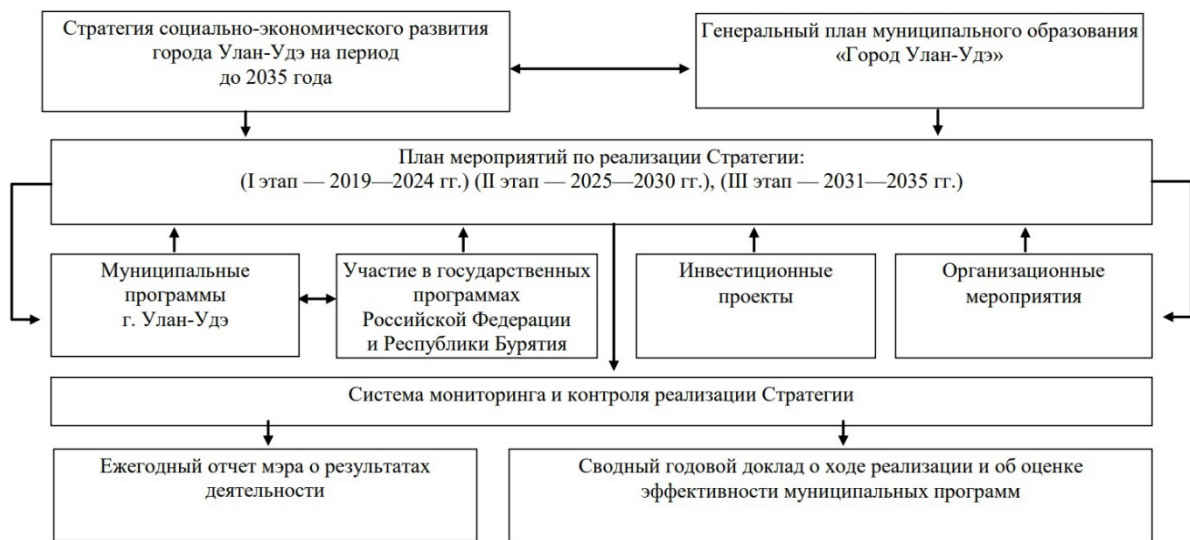 Стратегия социально-экономического развития
города Улан-Удэ на период
до 2035 года
Генеральный план муниципального образования
«Город Улан-Удэ»
План мероприятий по реализации Стратегии:
(I этап — 2019—2024 гг.) (II этап — 2025—2030 гг.), (III этап — 2031—2035 гг.)
Муниципальные
программы
г. Улан-Удэ
Участие в государственных
программах
Российской Федерации
и Республики Бурятия
Инвестиционные
проекты
Организационные
мероприятия
Система мониторинга и контроля реализации Стратегии
Ежегодный отчет мэра о результатах
деятельности
Сводный годовой доклад о ходе реализации и об оценке
эффективности муниципальных программ